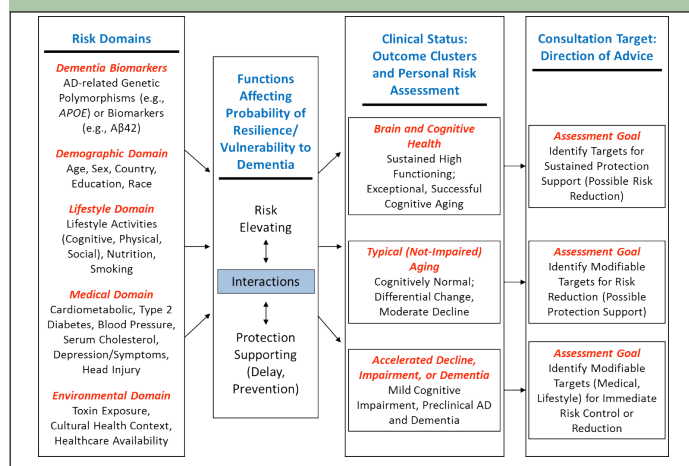 Risk Domains
Dementia Biomarkers
AD-related Genetic
Polymorphisms (e.g.,
APOE) or Biomarkers
(e.g., Aβ42)
Demographic Domain
Age, Sex, Country,
Education, Race
Lifestyle Domain
Lifestyle Activities
(Cognitive, Physical,
Social), Nutrition,
Smoking
Medical Domain
Cardiometabolic, Type 2
Diabetes, Blood Pressure,
Serum Cholesterol,
Depression/Symptoms,
Head Injury
Environmental Domain
Toxin Exposure,
Cultural Health Context,
Healthcare Availability
Functions
Affecting
Probability of
Resilience/
Vulnerability to
Dementia
Risk
Elevating
Interactions
Protection
Supporting
(Delay,
Prevention)
Clinical Status:
Outcome Clusters
and Personal Risk
Assessment
Brain and Cognitive
Health
Sustained High
Functioning;
Exceptional, Successful
Cognitive Aging
Typical (Not-Impaired)
Aging
Cognitively Normal;
Differential Change,
Moderate Decline
Accelerated Decline,
Impairment, or Dementia
Mild Cognitive
Impairment, Preclinical AD
and Dementia
Consultation Target:
Direction of Advice
Assessment Goal
Identify Targets for
Sustained Protection
Support (Possible Risk
Reduction)
Assessment Goal
Identify Modifiable
Targets for Risk
Reduction (Possible
Protection Support)
Assessment Goal
Identify Modifiable
Targets (Medical,
Lifestyle) for Immediate
Risk Control or
Reduction